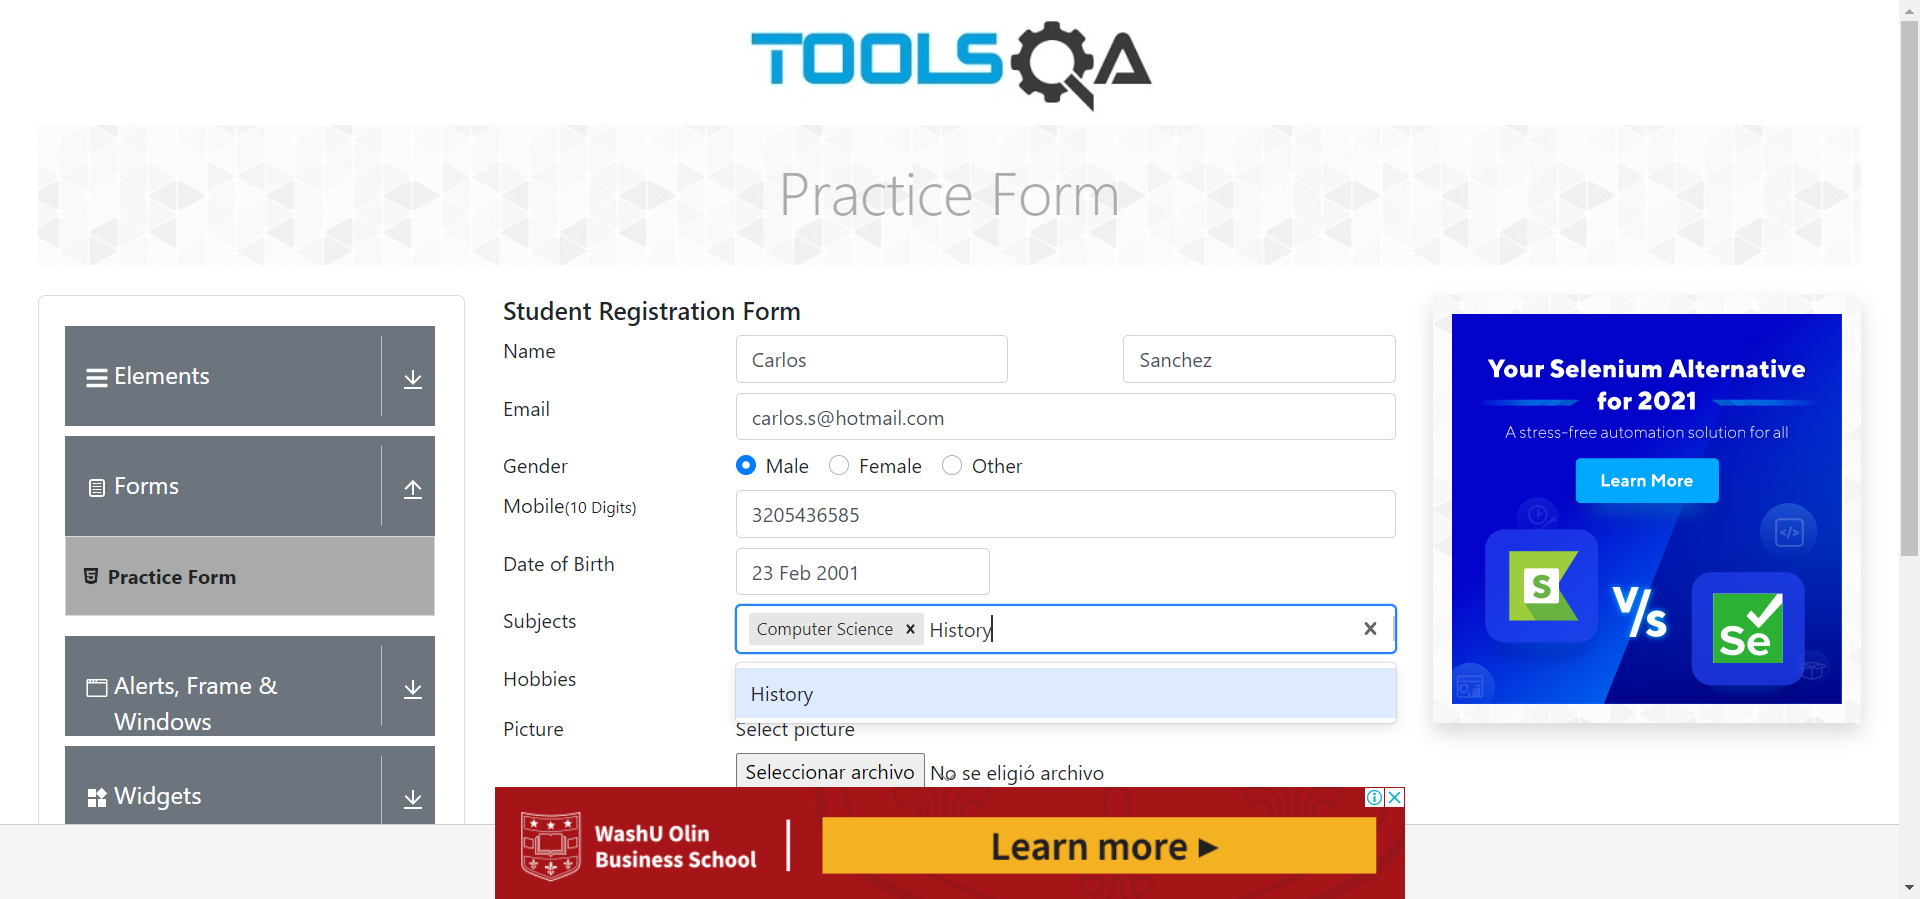 TOOLSQA
Practice Form
Elements
Forms
Practice Form
Alerts, Frame &
Windows
Widgets
Student Registration Form
Name
Carlos
Sanchez
Email
carlos.s@hotmail.com
Gender
Male
Female
Other
Mobile(10 Digits)
3205436585
Date of Birth
23 Feb 2001
Subjects
Computer Science
History
Hobbies
History
Picture
Select picture
Seleccionar archivo
No se eligió archivo
Your Selenium Alternative
for 2021
A stress-free automation solution for all
Learn More
S
V/s
Se
WashU Olin
Business School
Learn more